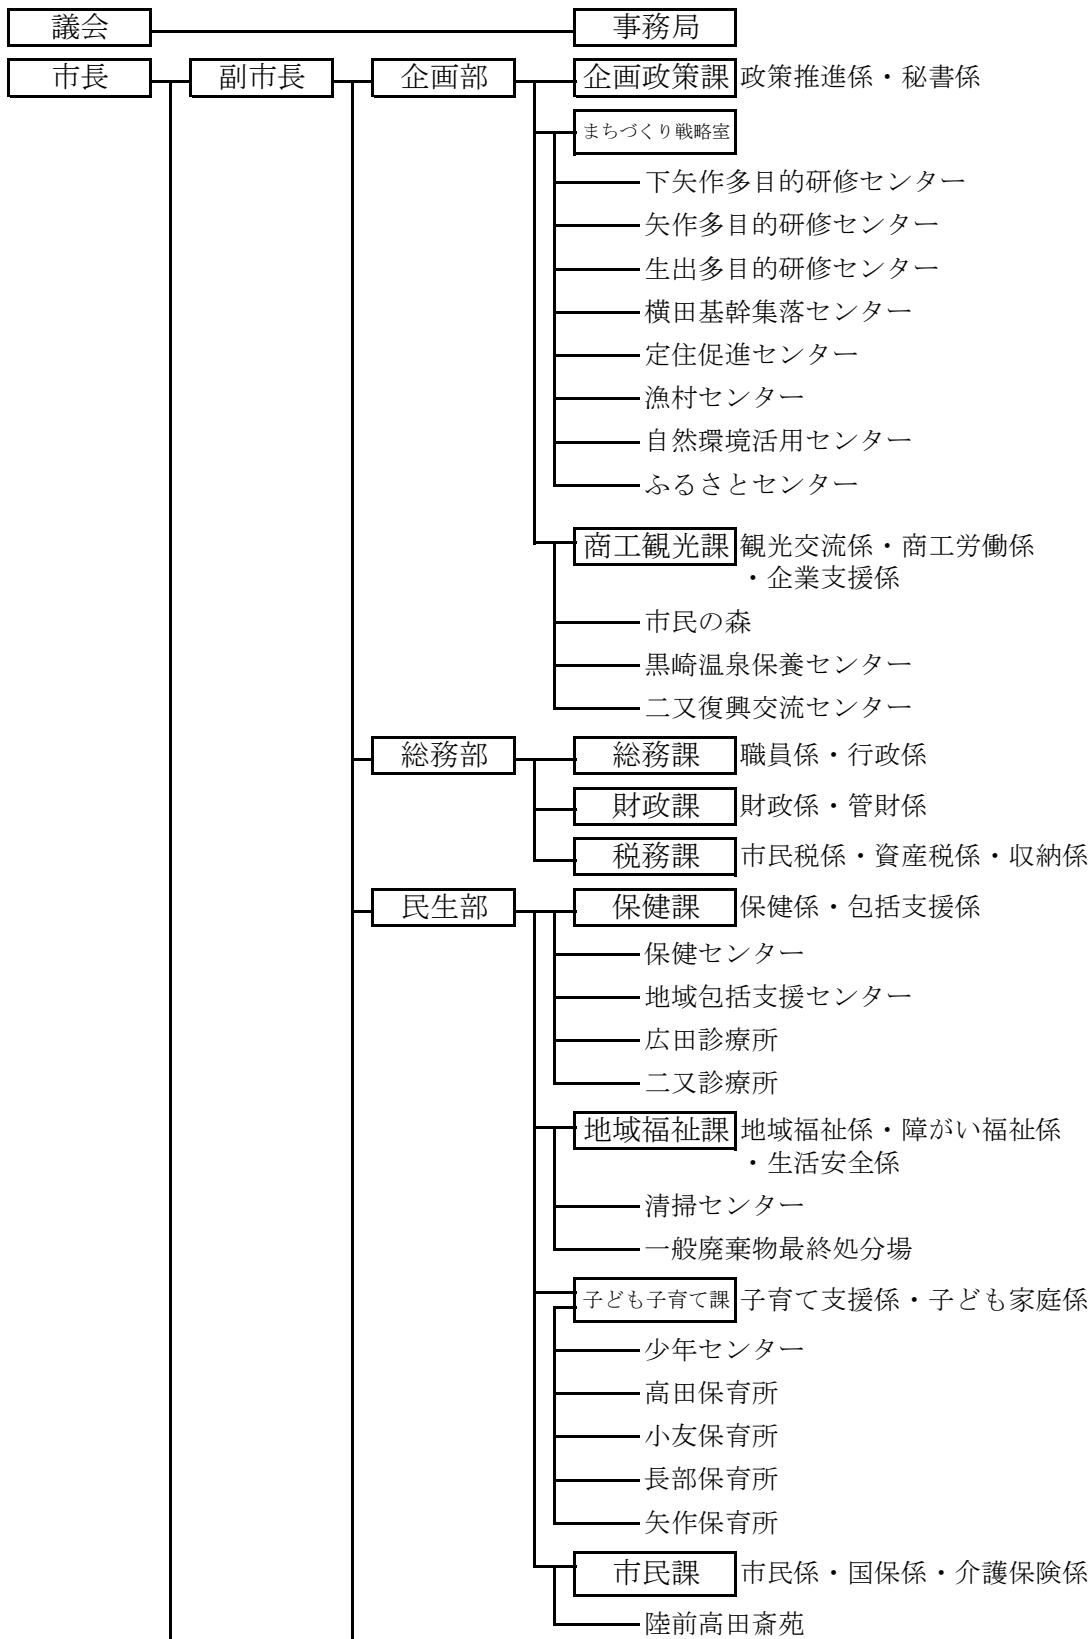 議会 事務局
市長 副市長 企画部 企画政策課 政策推進係・秘書係
まちづくり戦略室
下矢作多目的研修センター
矢作多目的研修センター
生出多目的研修センター
横田基幹集落センター
定住促進センター
漁村センター
自然環境活用センター
ふるさとセンター
商工観光課 観光交流係・商工労働係
・企業支援係
市民の森
黒崎温泉保養センター
二又復興交流センター
総務部 総務課 職員係・行政係
財政課 財政係・管財係
税務課 市民税係・資産税係・収納係
民生部 保健課 保健係・包括支援係
保健センター
地域包括支援センター
広田診療所
二又診療所
地域福祉課 地域福祉係・障がい福祉係
・生活安全係
清掃センター
一般廃棄物最終処分場
子ども子育て課 子育て支援係・子ども家庭係
少年センター
高田保育所
小友保育所
長部保育所
矢作保育所
市民課 市民係・国保係・介護保険係
陸前高田斎苑